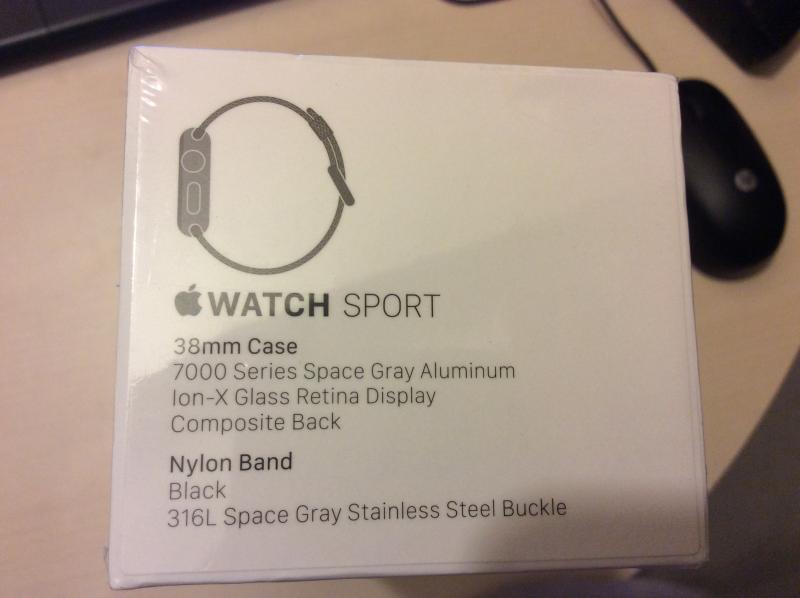 WATCH SPORT
38mm Case
7000 Series Space Gray Aluminum
Ion-X Glass Retina Display
Composite Back
Nylon Band
Black
316L Space Gray Stainless Steel Buckle